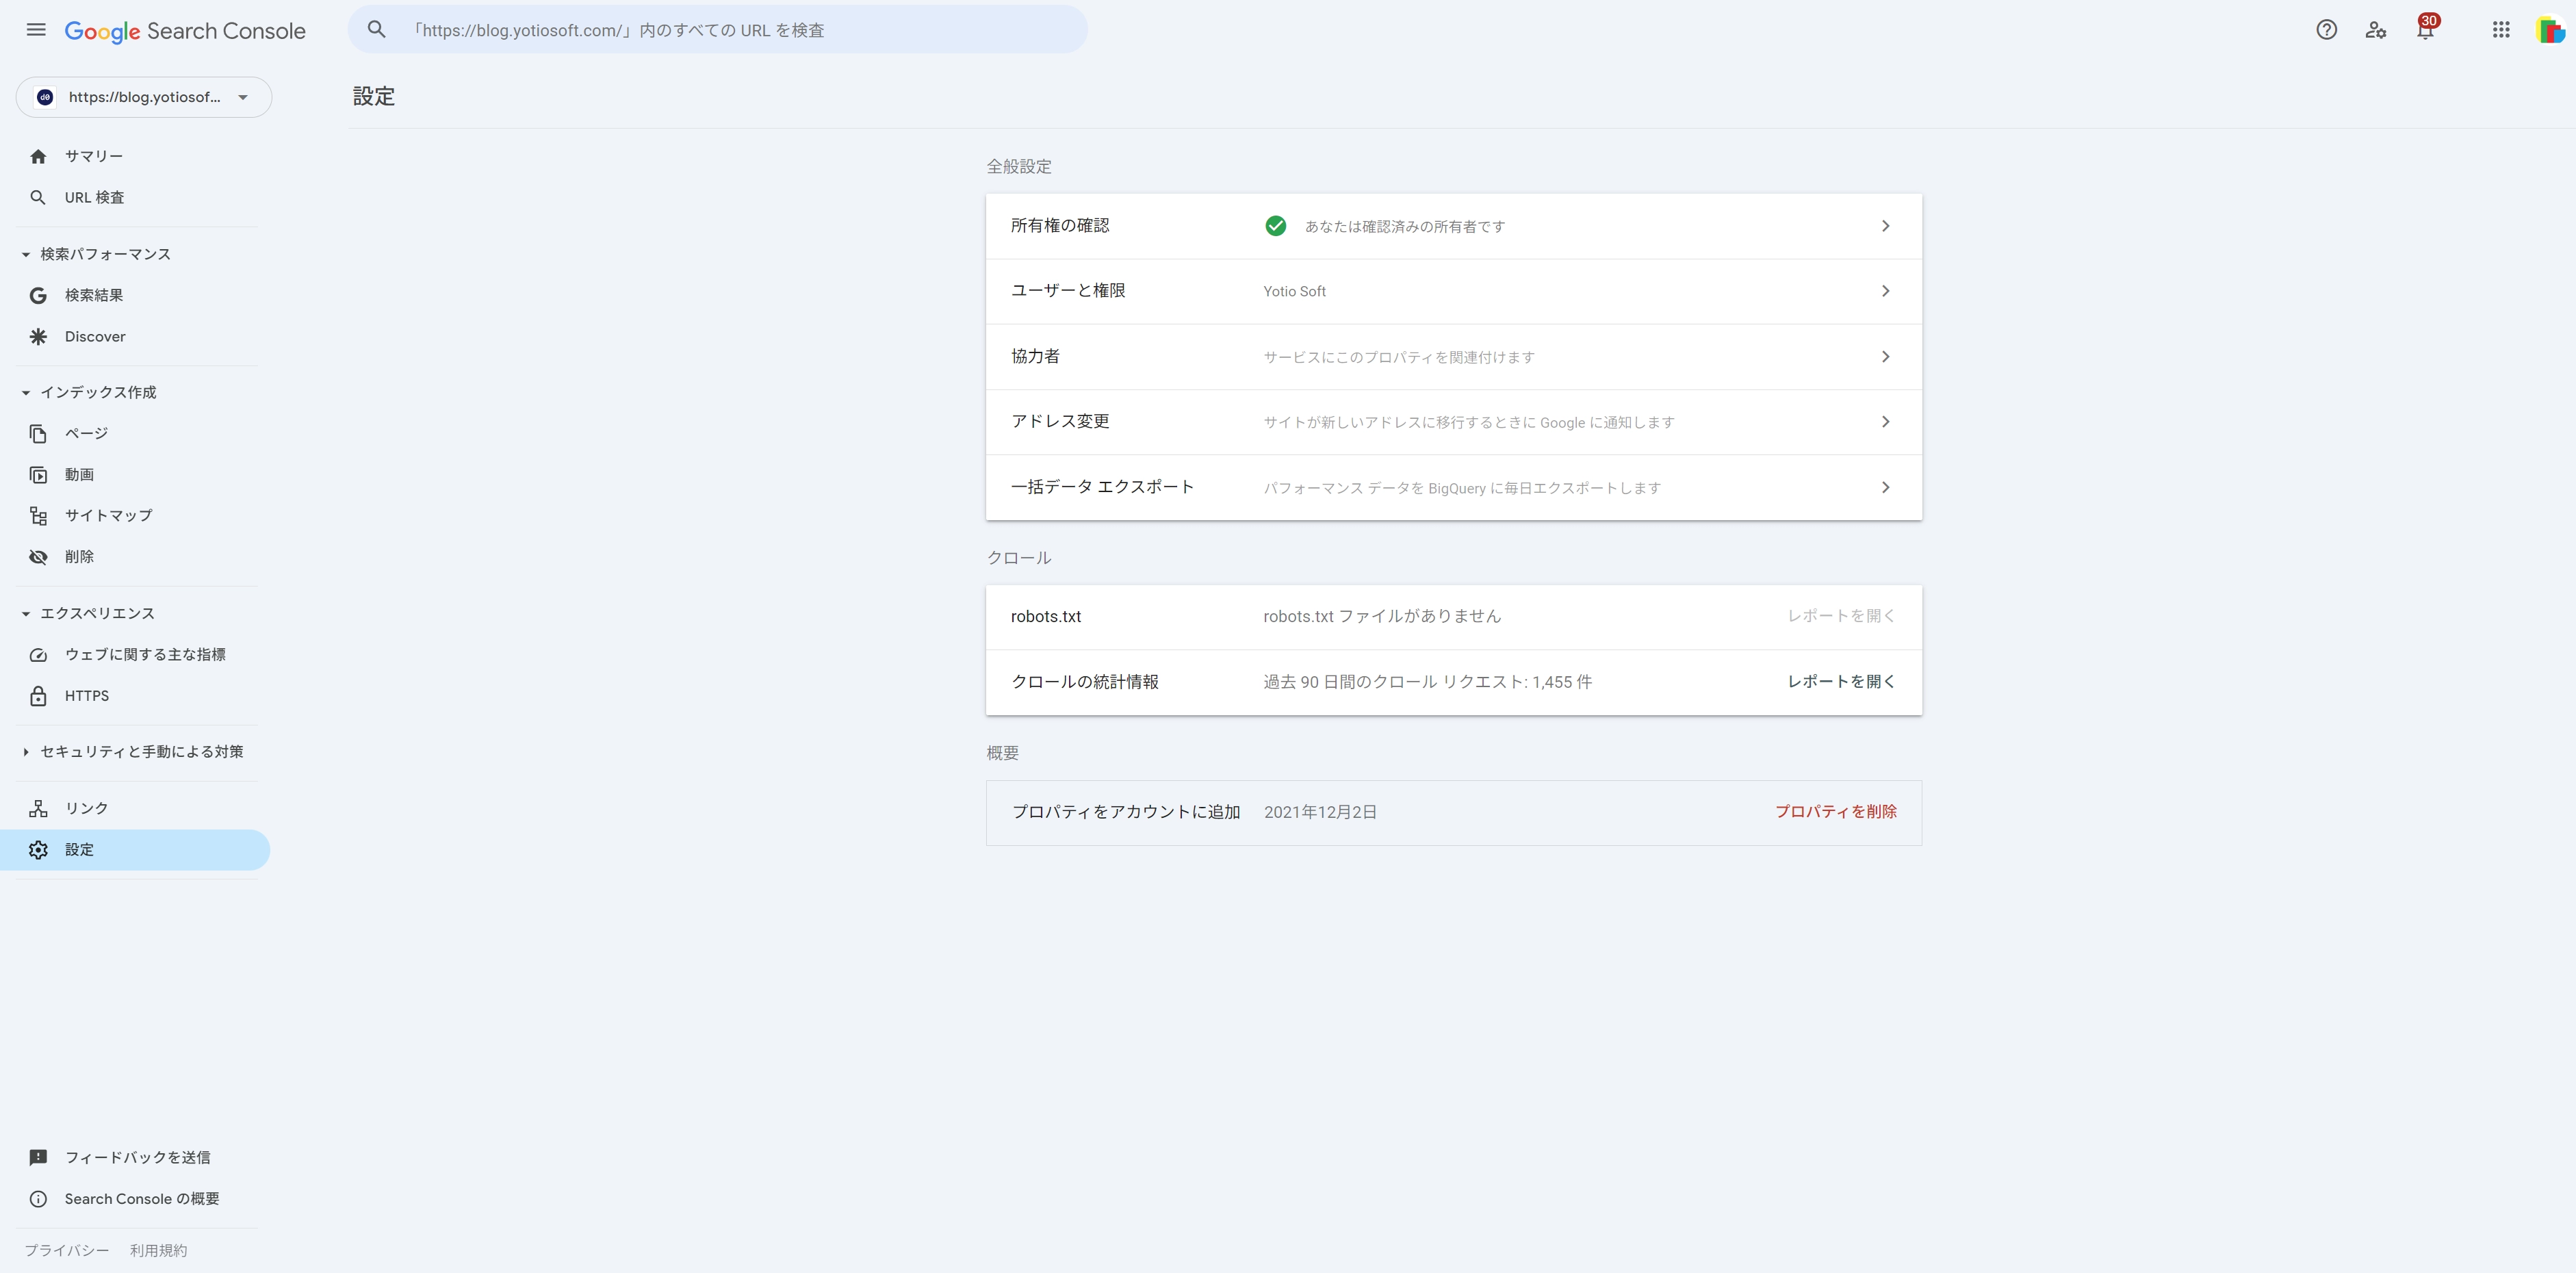 Google Search Console
「https://blog.yotiosoft.com/」内のすべての URL を検査
30
https://blog.yotiosof...
設定
サマリー
URL 検査
検索パフォーマンス
検索結果
Discover
インデックス作成
ページ
動画
サイトマップ
削除
エクスペリエンス
ウェブに関する主な指標
HTTPS
セキュリティと手動による対策
リンク
設定
フィードバックを送信
Search Console の概要
プライバシー 利用規約
全般設定
所有権の確認 あなたは確認済みの所有者です
ユーザーと権限 Yotio Soft
協力者 サービスにこのプロパティを関連付けます
アドレス変更 サイトが新しいアドレスに移行するときに Google に通知します
一括データ エクスポート パフォーマンス データを BigQuery に毎日エクスポートします
クロール
robots.txt robots.txt ファイルがありません レポートを開く
クロールの統計情報 過去 90 日間のクロール リクエスト: 1,455 件 レポートを開く
概要
プロパティをアカウントに追加 2021年12月2日 プロパティを削除